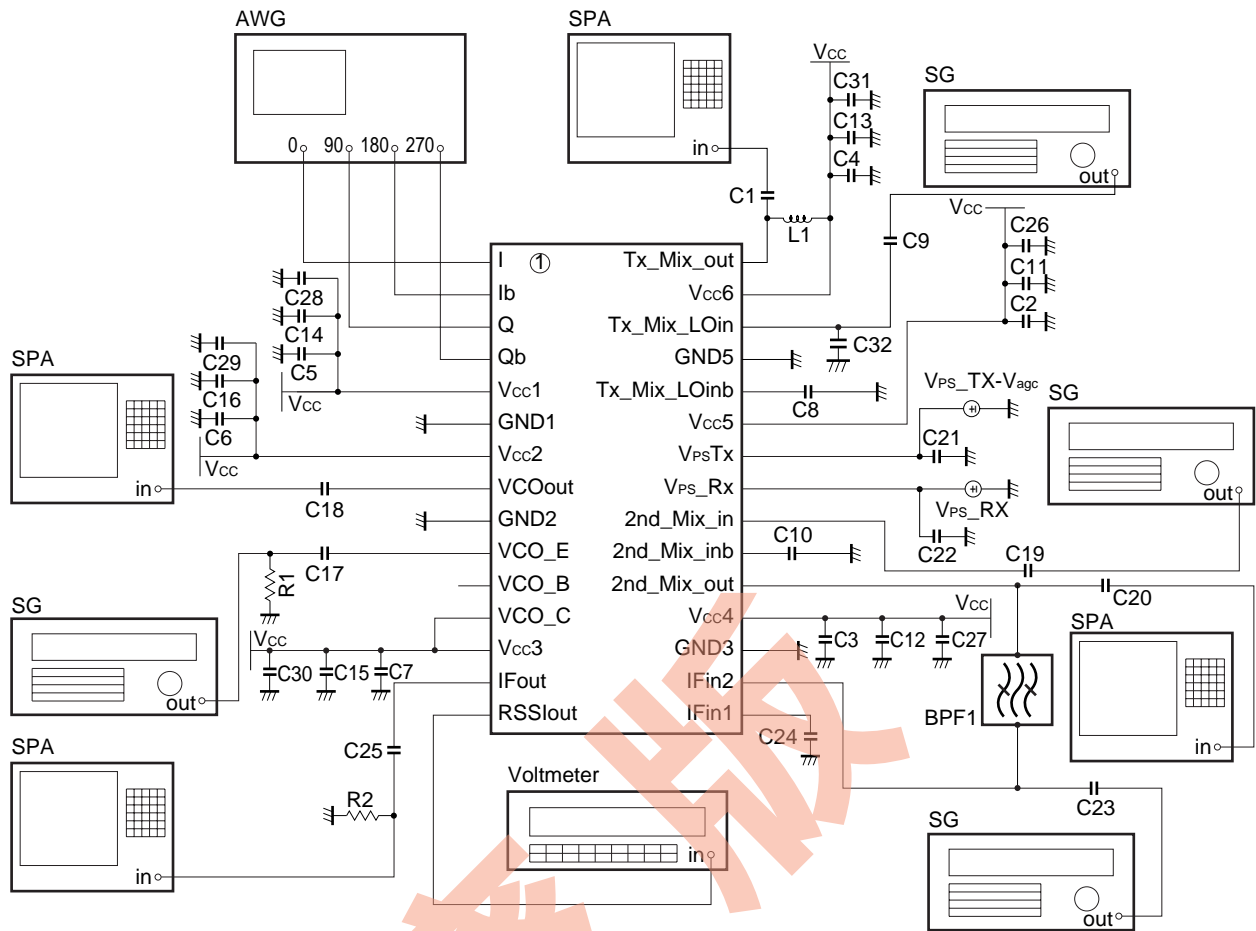 AWG
0 90 180 270
SPA
in
VCC
C31
C13
C4
C1
L1
SG
out
C9
VCC
C26
C11
C2
C32
I ① Tx_Mix_out
Ib VCC6
Q Tx_Mix_LOin
Qb GND5
VCC1 Tx_Mix_LOinb
GND1 VCC5
VCC2 VPSTx
VCOout VPS_Rx
GND2 2nd_Mix_in
VCO_E 2nd_Mix_inb
VCO_B 2nd_Mix_out
VCO_C VCC4
VCC3 GND3
IFout IFin2
RSSIout IFin1
C28
C14
C5
VCC
C29
C16
C6
VCC
SPA
in
C18
C17
R1
SG
out
VCC
C30 C15 C7
SPA
in
C25
R2
Voltmeter
in
C8
VPS_TX-Vagc
C21
VPS_RX
C22
SG
out
C10
C19
C20
VCC
C3 C12 C27
SPA
in
BPF1
C24
C23
SG
out
版